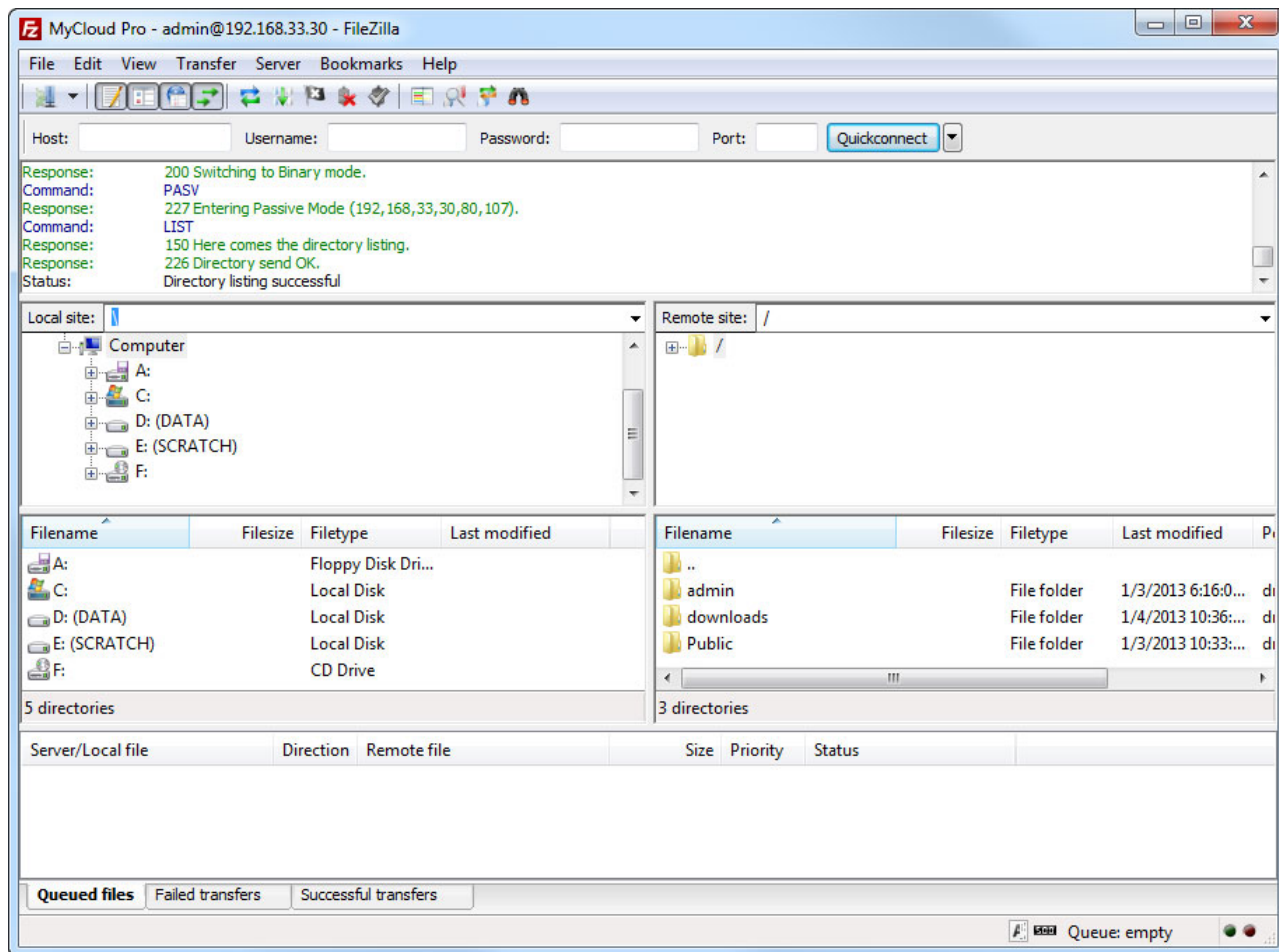 MyCloud Pro - admin@192.168.33.30 - FileZilla
File Edit View Transfer Server Bookmarks Help
Host: Username: Password: Port: Quickconnect
Response: 200 Switching to Binary mode.
Command: PASV
Response: 227 Entering Passive Mode (192,168,33,30,80,107).
Command: LIST
Response: 150 Here comes the directory listing.
Response: 226 Directory send OK.
Status: Directory listing successful
Local site: \
Computer
A:
C:
D: (DATA)
E: (SCRATCH)
F:
Remote site: /
/
Filename Filesize Filetype Last modified
A: Floppy Disk Dri...
C: Local Disk
D: (DATA) Local Disk
E: (SCRATCH) Local Disk
F: CD Drive
5 directories
Filename Filesize Filetype Last modified
..
admin File folder 1/3/2013 6:16:0...
downloads File folder 1/4/2013 10:36:...
Public File folder 1/3/2013 10:33:...
3 directories
Server/Local file Direction Remote file Size Priority Status
Queued files Failed transfers Successful transfers
Queue: empty